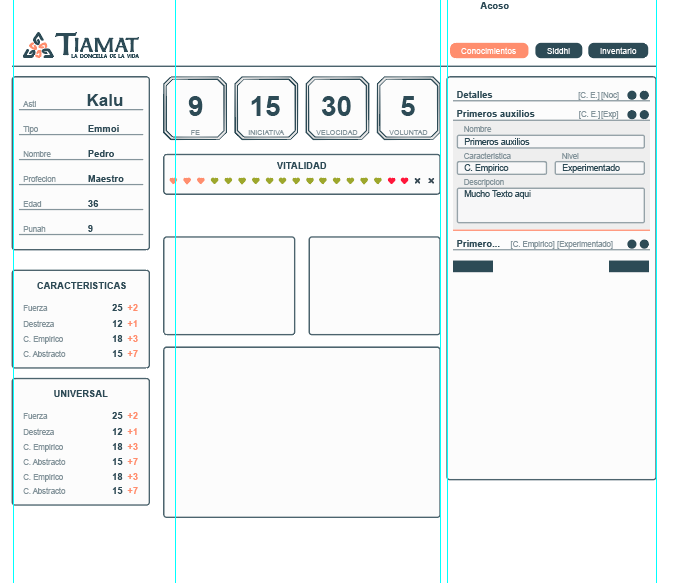 Acoso
TIAMAT
LA DONCELLA DE LA VIDA
Conocimientos Siddhi Inventario
Asti Kalu
Tipo Emmoi
Nombre Pedro
Profecion Maestro
Edad 36
Punah 9
CARACTERISTICAS
Fuerza 25 +2
Destreza 12 +1
C. Empirico 18 +3
C. Abstracto 15 +7
UNIVERSAL
Fuerza 25 +2
Destreza 12 +1
C. Empirico 18 +3
C. Abstracto 15 +7
C. Empirico 18 +3
C. Abstracto 15 +7
9 15 30 5
FE INICIATIVA VELOCIDAD VOLUNTAD
VITALIDAD
Detalles [C. E.] [Noc]
Primeros auxilios [C. E.] [Exp]
Nombre
Primeros auxilios
Caracteristica Nivel
C. Empirico Experimentado
Descripcion
Mucho Texto aqui
Primero... [C. Empirico] [Experimentado]